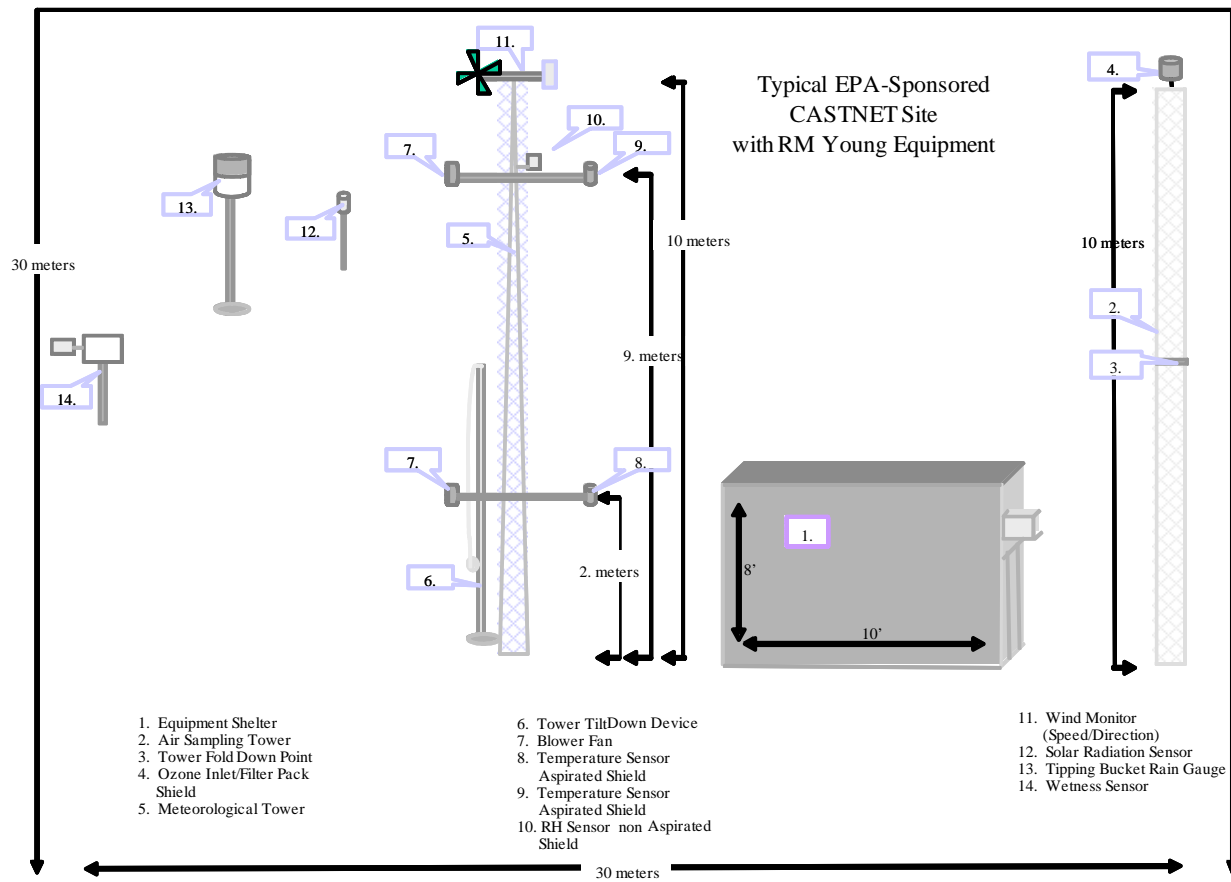 11.
Typical EPA-Sponsored
CASTNET Site
with RM Young Equipment
4.
10.
7.
9.
13.
12.
5.
10 meters
10 meters
30 meters
2.
9. meters
3.
14.
7.
8.
1.
6.
2. meters
8’
10’
1. Equipment Shelter
2. Air Sampling Tower
3. Tower Fold Down Point
4. Ozone Inlet/Filter Pack
Shield
5. Meteorological Tower
6. Tower Tilt Down Device
7. Blower Fan
8. Temperature Sensor
Aspirated Shield
9. Temperature Sensor
Aspirated Shield
10. RH Sensor non Aspirated
Shield
11. Wind Monitor
(Speed/Direction)
12. Solar Radiation Sensor
13. Tipping Bucket Rain Gauge
14. Wetness Sensor
30 meters